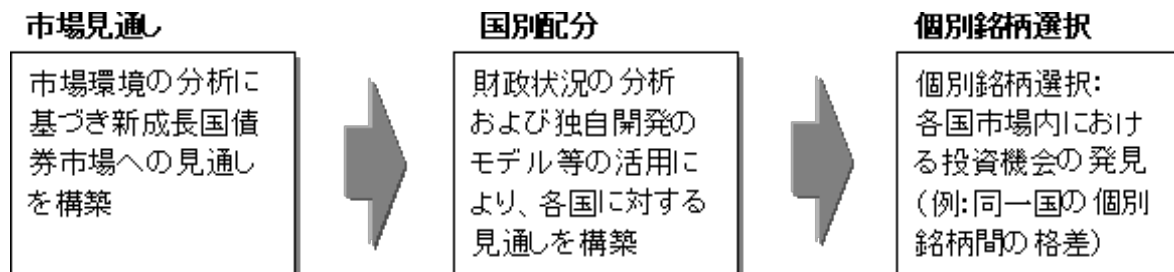 市場見通し
市場環境の分析に
基づき新成長国債
券市場への見通し
を構築
国別配分
財政状況の分析
および独自開発の
モデル等の活用に
より、各国に対する
見通しを構築
個別銘柄選択
個別銘柄選択:
各国市場内におけ
る投資機会の発見
(例:同一国の個別
銘柄間の格差)